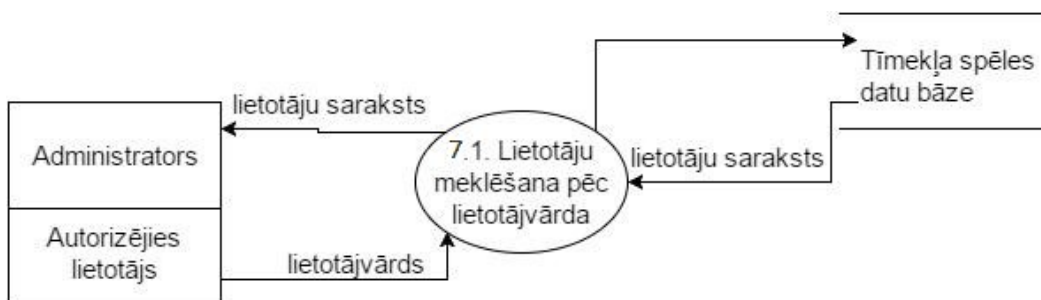 lietotāju saraksts
Administrators
Autorizējies
lietotājs
lietotājvārds
7.1. Lietotāju
meklēšana pēc
lietotājvārda
lietotāju saraksts
Tīmekļa spēles
datu bāze